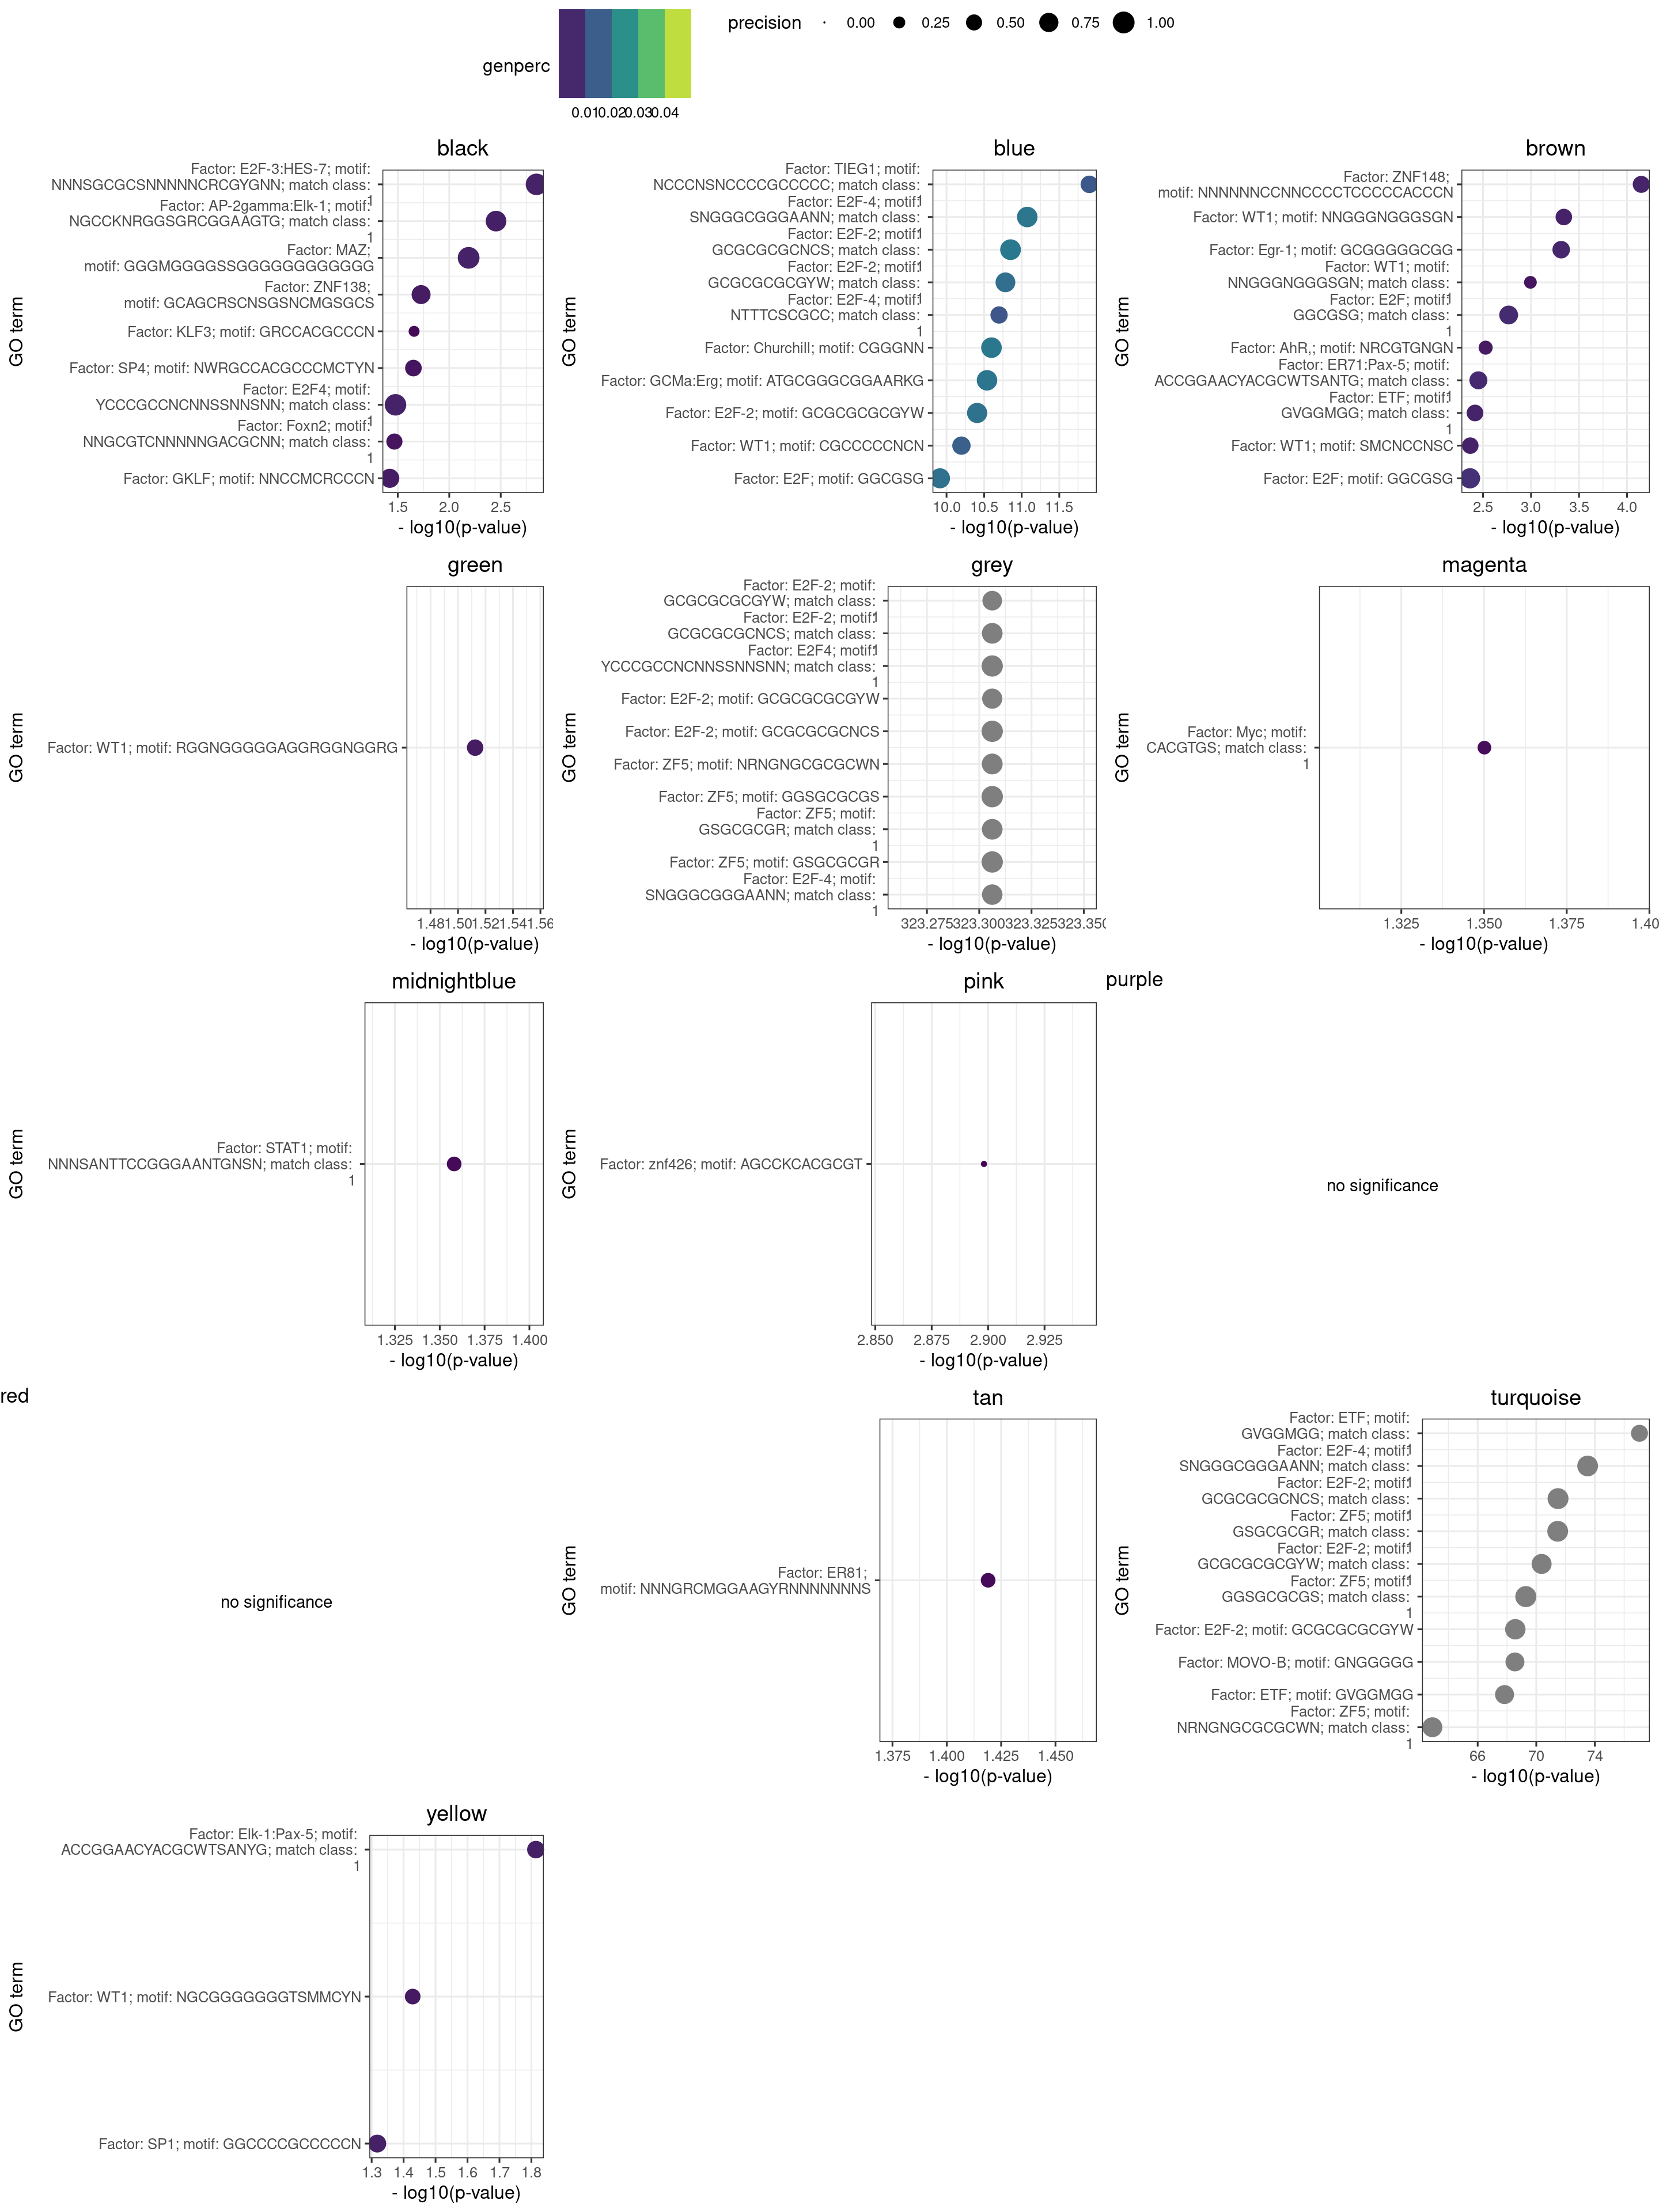 genperc
0.01 0.02 0.03 0.04
precision 0.00 0.25 0.50 0.75 1.00
black
GO term
Factor: E2F-3:HES-7; motif:
NNNSGCGCSNNNNNCRCGYGNN; match class:
1
Factor: AP-2gamma:Elk-1; motif:
NGCCKNRGGSGRCGGAAGTG; match class:
1
Factor: MAZ;
motif: GGGMGGGGSSGGGGGGGGGGGG
Factor: ZNF138;
motif: GCAGCRSCNSGSNCMGSGCS
Factor: KLF3; motif: GRCCACGCCCN
Factor: SP4; motif: NWRGCCACGCCCMCTYN
Factor: E2F4; motif:
YCCCGCCNCNNSSNNSNN; match class:
1
Factor: Foxn2; motif:
NNGCGTCNNNNNGACGCNN; match class:
1
Factor: GKLF; motif: NNCCMCRCCCN
1.5 2.0 2.5
- log10(p-value)
blue
GO term
Factor: TIEG1; motif:
NCCCNSNCCCCGCCCCC; match class:
1
Factor: E2F-4; motif:
SNGGGCGGGAANN; match class:
1
Factor: E2F-2; motif:
GCGCGCGCNCS; match class:
1
Factor: E2F-2; motif:
GCGCGCGCGYW; match class:
1
Factor: E2F-4; motif:
NTTTCSCGCC; match class:
1
Factor: Churchill; motif: CGGGNN
Factor: GCMa:Erg; motif: ATGCGGGCGGAARKG
Factor: E2F-2; motif: GCGCGCGCGYW
Factor: WT1; motif: CGCCCCCNCN
Factor: E2F; motif: GGCGSG
10.0 10.5 11.0 11.5
- log10(p-value)
brown
GO term
Factor: ZNF148;
motif: NNNNNNCCNNCCCCTCCCCCACCCN
Factor: WT1; motif: NNGGGNGGGSGN
Factor: Egr-1; motif: GCGGGGGCGG
Factor: WT1; motif:
NNGGGNGGGSGN; match class:
1
Factor: E2F; motif:
GGCGSG; match class:
1
Factor: AhR,; motif: NRCGTGNGN
Factor: ER71:Pax-5; motif:
ACCGGAACYACGCWTSANTG; match class:
1
Factor: ETF; motif:
GVGGMGG; match class:
1
Factor: WT1; motif: SMCNCCNSC
Factor: E2F; motif: GGCGSG
2.5 3.0 3.5 4.0
- log10(p-value)
green
GO term
Factor: WT1; motif: RGGNGGGGGAGGRGGNGGRG
1.48 1.50 1.52 1.54 1.56
- log10(p-value)
grey
GO term
Factor: E2F-2; motif:
GCGCGCGCGYW; match class:
1
Factor: E2F-2; motif:
GCGCGCGCNCS; match class:
1
Factor: E2F4; motif:
YCCCGCCNCNNSSNNSNN; match class:
1
Factor: E2F-2; motif: GCGCGCGCGYW
Factor: E2F-2; motif: GCGCGCGCNCS
Factor: ZF5; motif: NRNGNGCGCGCWN
Factor: ZF5; motif: GGSGCGCGS
Factor: ZF5; motif:
GSGCGCGR; match class:
1
Factor: ZF5; motif: GSGCGCGR
Factor: E2F-4; motif:
SNGGGCGGGAANN; match class:
1
323.275 323.300 323.325 323.350
- log10(p-value)
magenta
GO term
Factor: Myc; motif:
CACGTGS; match class:
1
1.325 1.350 1.375 1.40
- log10(p-value)
midnightblue
GO term
Factor: STAT1; motif:
NNNSANTTCCGGGAANTGNSN; match class:
1
1.325 1.350 1.375 1.400
- log10(p-value)
pink
GO term
Factor: znf426; motif: AGCCKCACGCGT
2.850 2.875 2.900 2.925
- log10(p-value)
purple
no significance
red
no significance
tan
GO term
Factor: ER81;
motif: NNNGRCMGGAAGYRNNNNNNNS
1.375 1.400 1.425 1.450
- log10(p-value)
turquoise
GO term
Factor: ETF; motif:
GVGGMGG; match class:
1
Factor: E2F-4; motif:
SNGGGCGGGAANN; match class:
1
Factor: E2F-2; motif:
GCGCGCGCNCS; match class:
1
Factor: ZF5; motif:
GSGCGCGR; match class:
1
Factor: E2F-2; motif:
GCGCGCGCGYW; match class:
1
Factor: ZF5; motif:
GGSGCGCGS; match class:
1
Factor: E2F-2; motif: GCGCGCGCGYW
Factor: MOVO-B; motif: GNGGGGG
Factor: ETF; motif: GVGGMGG
Factor: ZF5; motif:
NRNGNGCGCGCWN; match class:
1
66 70 74
- log10(p-value)
yellow
GO term
Factor: Elk-1:Pax-5; motif:
ACCGGAACYACGCWTSANYG; match class:
1
Factor: WT1; motif: NGCGGGGGGGTSMMCYN
Factor: SP1; motif: GGCCCCGCCCCCN
1.3 1.4 1.5 1.6 1.7 1.8
- log10(p-value)